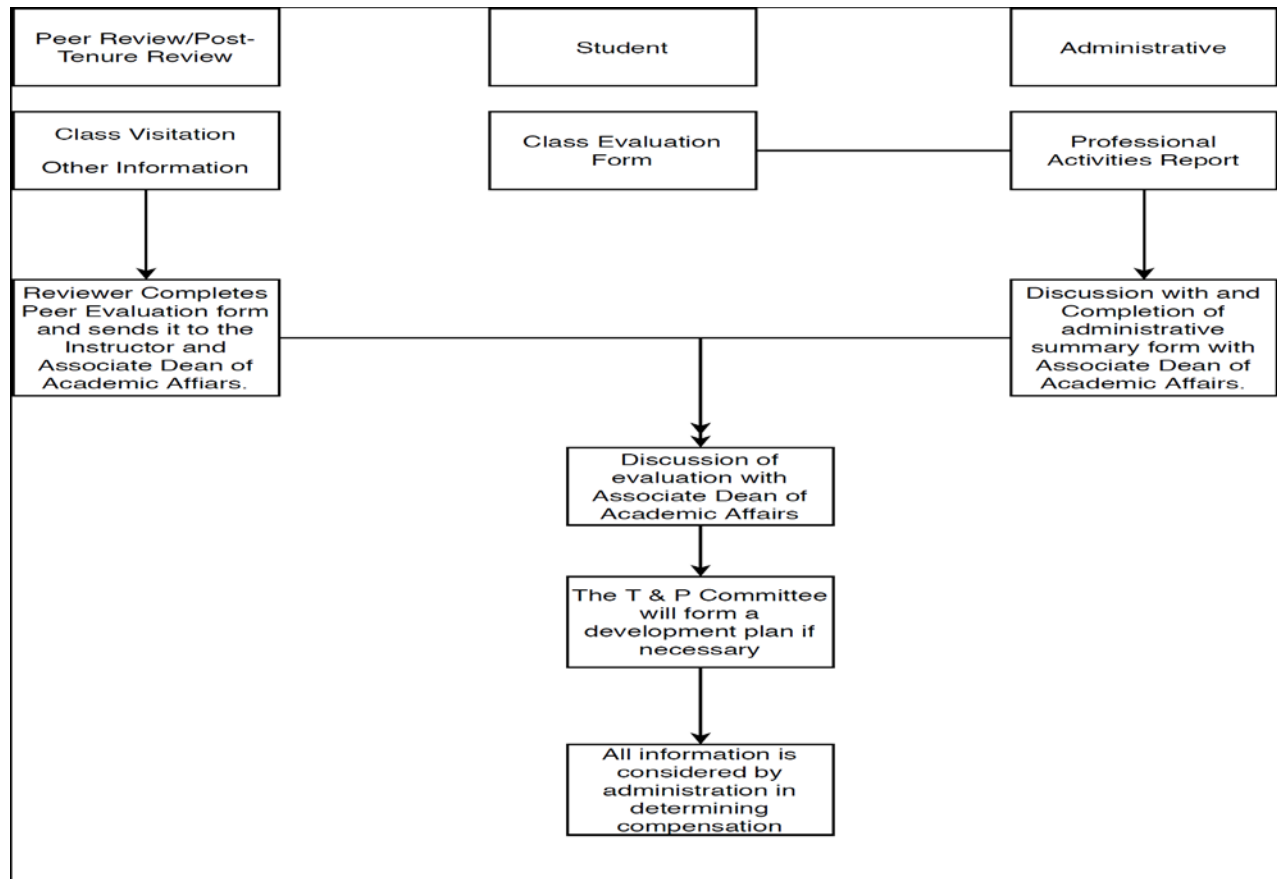 Peer Review/Post-
Tenure Review
Student
Administrative
Class Visitation
Other Information
Class Evaluation
Form
Professional
Activities Report
Reviewer Completes
Peer Evaluation form
and sends it to the
Instructor and
Associate Dean of
Academic Affiars.
Discussion with and
Completion of
administrative
summary form with
Associate Dean of
Academic Affairs.
Discussion of
evaluation with
Associate Dean of
Academic Affairs
The T & P Committee
will form a
development plan if
necessary
All information is
considered by
administration in
determining
compensation